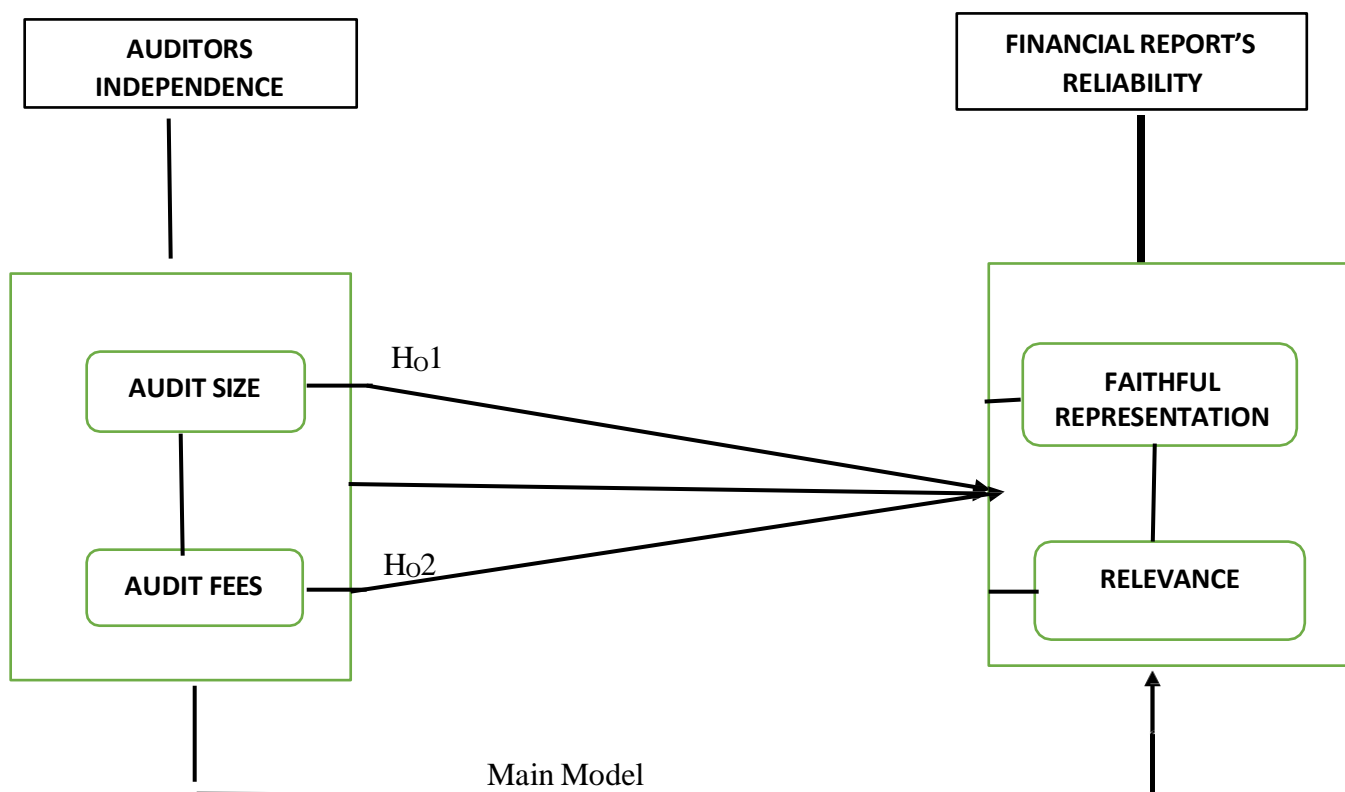 AUDITORS
INDEPENDENCE
FINANCIAL REPORT’S
RELIABILITY
HO1
AUDIT SIZE
FAITHFUL
REPRESENTATION
HO2
AUDIT FEES
RELEVANCE
Main Model